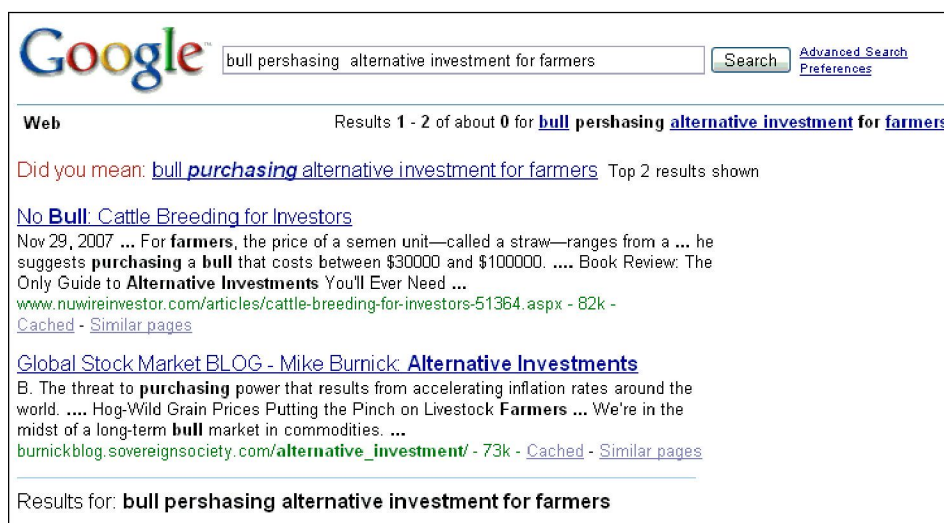 Google™
bull pershasing  alternative investment for farmers
Search
Advanced Search
Preferences
Web
Results 1 - 2 of about 0 for bull pershasing alternative investment for farmers
Did you mean: bull purchasing alternative investment for farmers Top 2 results shown
No Bull: Cattle Breeding for Investors
Nov 29, 2007 ... For farmers, the price of a semen unit—called a straw—ranges from a ... he
suggests purchasing a bull that costs between $30000 and $100000. .... Book Review: The
Only Guide to Alternative Investments You'll Ever Need ...
www.nuwireinvestor.com/articles/cattle-breeding-for-investors-51364.aspx - 82k -
Cached - Similar pages
Global Stock Market BLOG - Mike Burnick: Alternative Investments
B. The threat to purchasing power that results from accelerating inflation rates around the
world. .... Hog-Wild Grain Prices Putting the Pinch on Livestock Farmers ... We're in the
midst of a long-term bull market in commodities. ...
burnickblog.sovereignsociety.com/alternative_investment/ - 73k - Cached - Similar pages
Results for: bull pershasing alternative investment for farmers